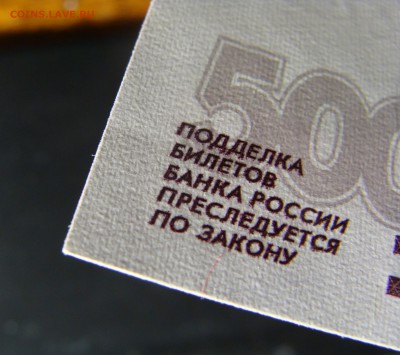 COINS.LAVE.RU
500
ПОДДЕЛКА
БИЛЕТОВ
БАНКА РОССИИ
ПРЕСЛЕДУЕТСЯ
ПО ЗАКОНУ